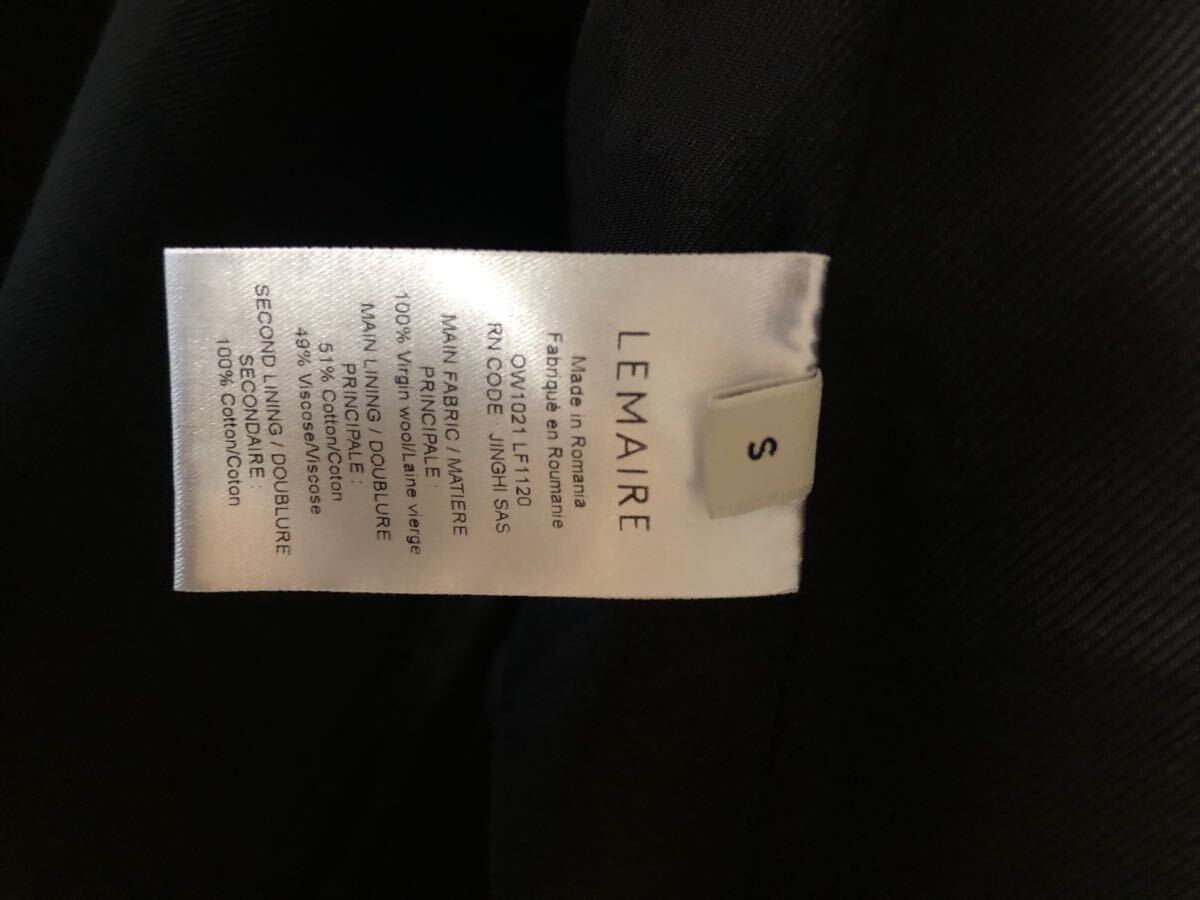 S
LEMAIRE
Made in Romania
Fabriqué en Roumanie
OW1021 LF1120
RN CODE : JINGHI SAS
MAIN FABRIC / MATIERE
PRINCIPALE :
100% Virgin wool/Laine vierge
MAIN LINING / DOUBLURE
PRINCIPALE :
51% Cotton/Coton
49% Viscose/Viscose
SECOND LINING / DOUBLURE
SECONDAIRE :
100% Cotton/Coton